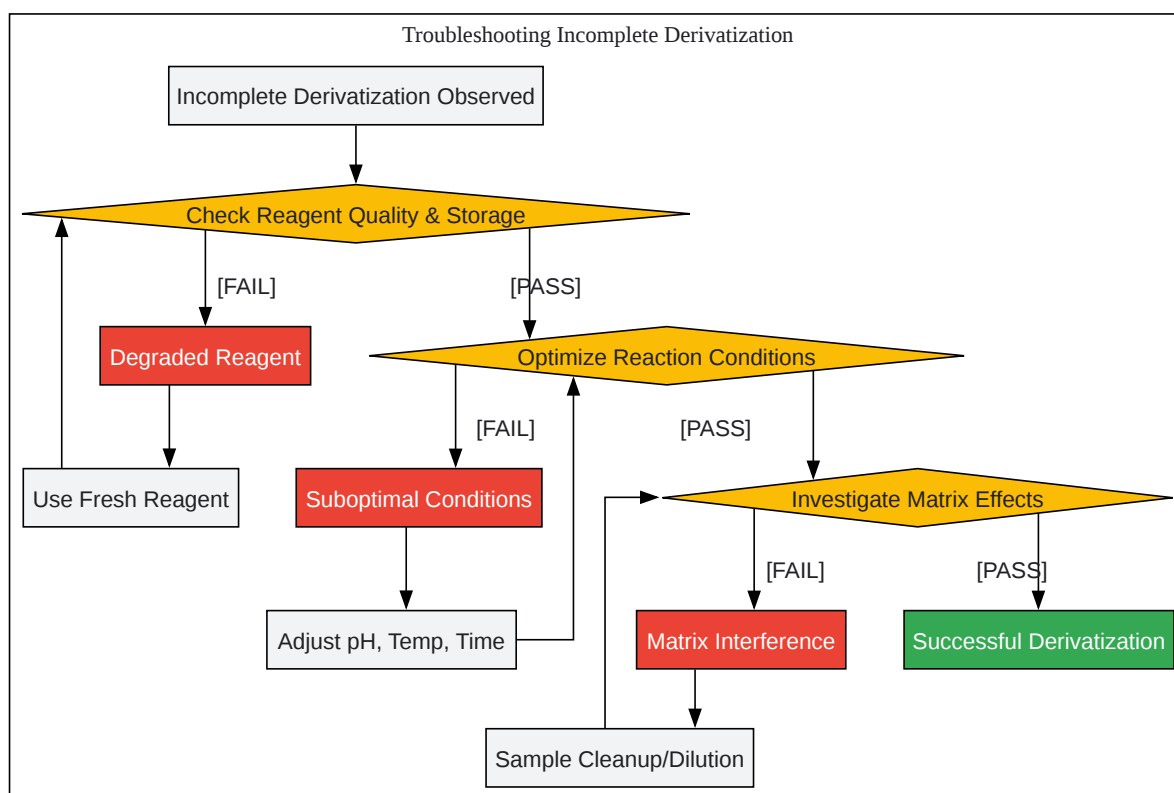 Troubleshooting Incomplete Derivatization
Incomplete Derivatization Observed
Check Reagent Quality & Storage
[FAIL]
[PASS]
Degraded Reagent
Optimize Reaction Conditions
[FAIL]
[PASS]
Use Fresh Reagent
Suboptimal Conditions
Investigate Matrix Effects
[FAIL]
[PASS]
Adjust pH, Temp, Time
Matrix Interference
Successful Derivatization
Sample Cleanup/Dilution